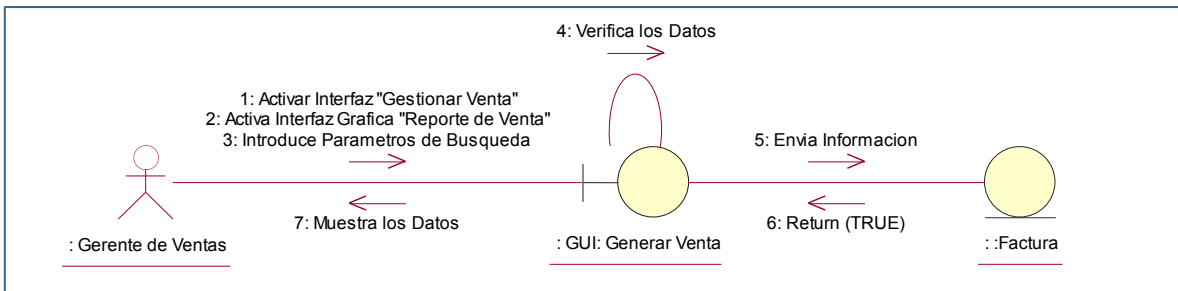 4: Verifica los Datos
1: Activar Interfaz "Gestionar Venta"
2: Activa Interfaz Grafica "Reporte de Venta"
3: Introduce Parametros de Busqueda
5: Envia Informacion
7: Muestra los Datos
6: Return (TRUE)
: Gerente de Ventas
: GUI: Generar Venta
: :Factura